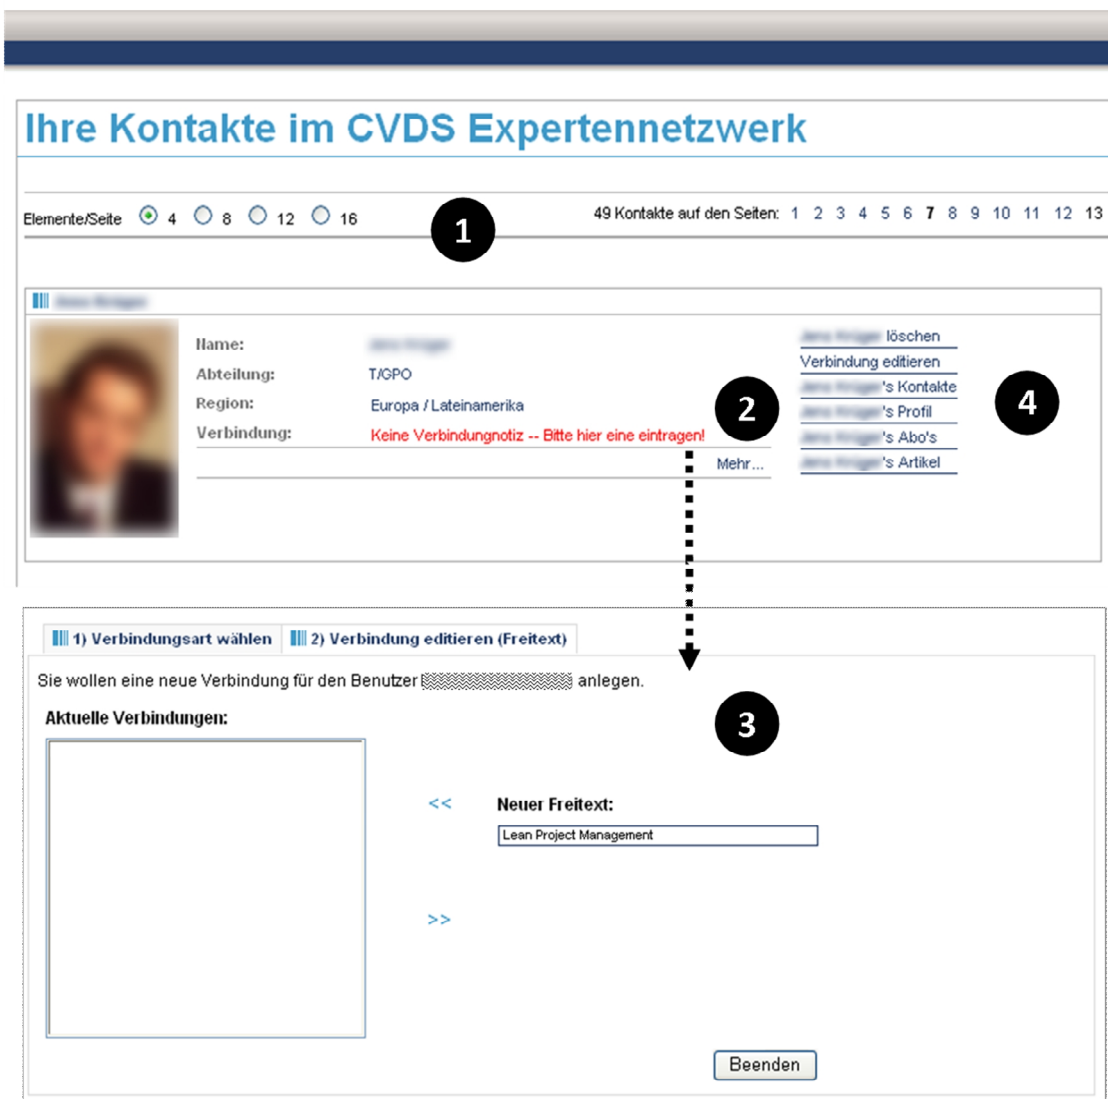 Ihre Kontakte im CVDS Expertennetzwerk
Elemente/Seite 4 8 12 16
1
49 Kontakte auf den Seiten: 1 2 3 4 5 6 7 8 9 10 11 12 13
Name:
Abteilung: T/GPO
Region: Europa / Lateinamerika
Verbindung: Keine Verbindungnotiz -- Bitte hier eine eintragen!
Mehr...
2
löschen
Verbindung editieren
's Kontakte
's Profil
's Abo's
's Artikel
4
1) Verbindungsart wählen
2) Verbindung editieren (Freitext)
Sie wollen eine neue Verbindung für den Benutzer anlegen.
3
Aktuelle Verbindungen:
<< Neuer Freitext:
Lean Project Management
>>
Beenden